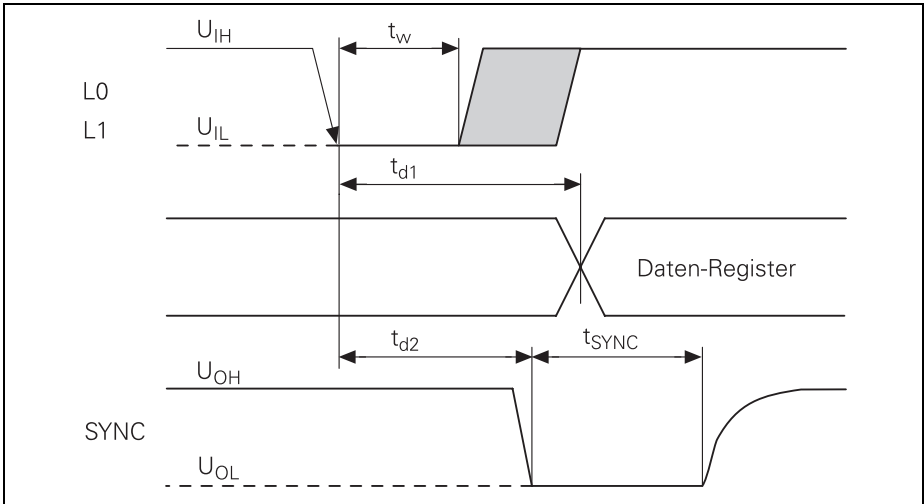 U_IH
t_w
L0
L1
U_IL
t_d1
Daten-Register
t_d2
t_SYNC
U_OH
SYNC
U_OL